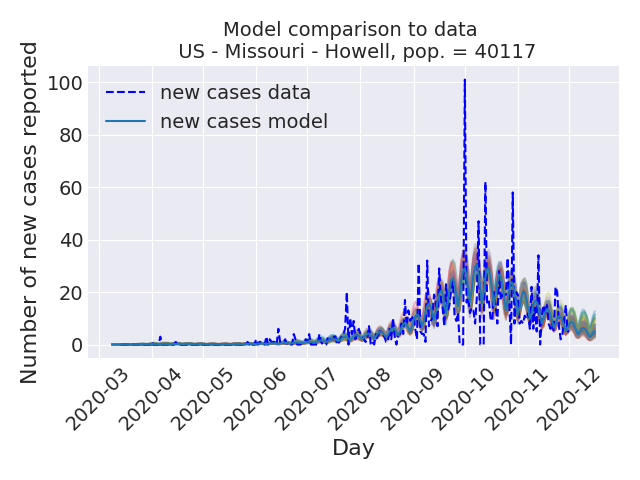 Model comparison to data
US - Missouri - Howell, pop. = 40117
Number of new cases reported
100
80
60
40
20
0
new cases data
new cases model
2020-03
2020-04
2020-05
2020-06
2020-07
2020-08
2020-09
2020-10
2020-11
2020-12
Day